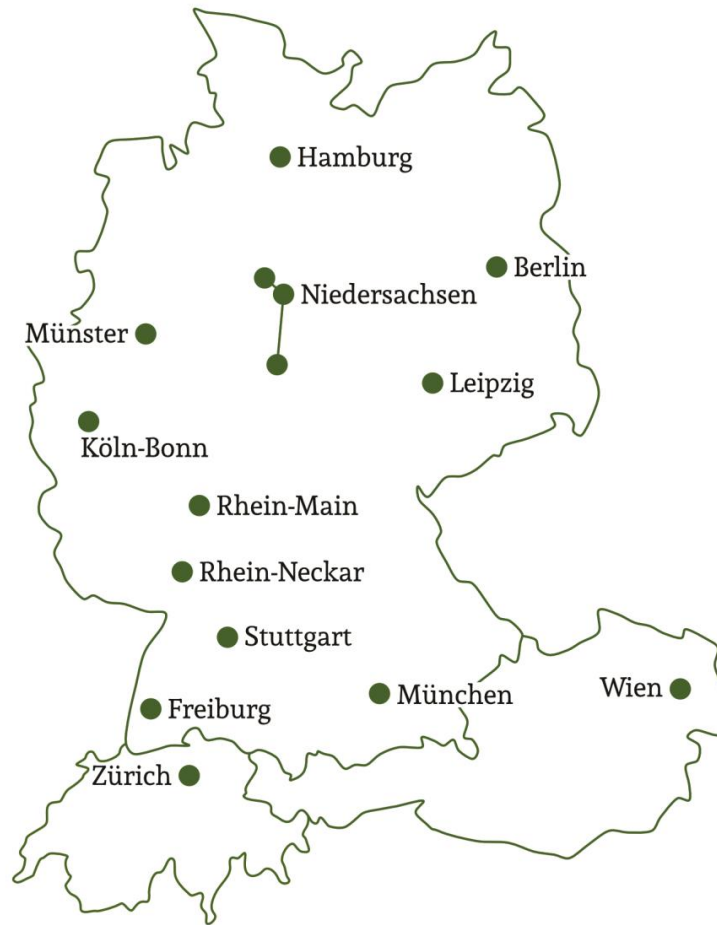 Hamburg
Berlin
Niedersachsen
Münster
Leipzig
Köln-Bonn
Rhein-Main
Rhein-Neckar
Stuttgart
Wien
München
Freiburg
Zürich